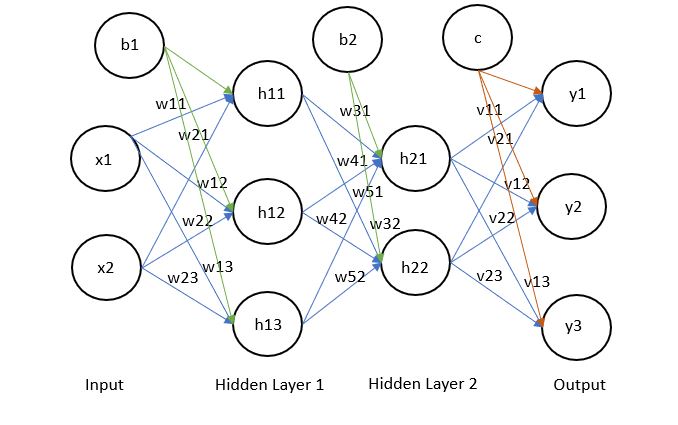 b1
b2
c
h11
y1
w11
w31
v11
w21
v21
x1
w41
h21
w12
w51
v12
h12
y2
w22
w42
w32
v22
x2
w13
h22
w23
w52
v23
v13
h13
y3
Input
Hidden Layer 1
Hidden Layer 2
Output